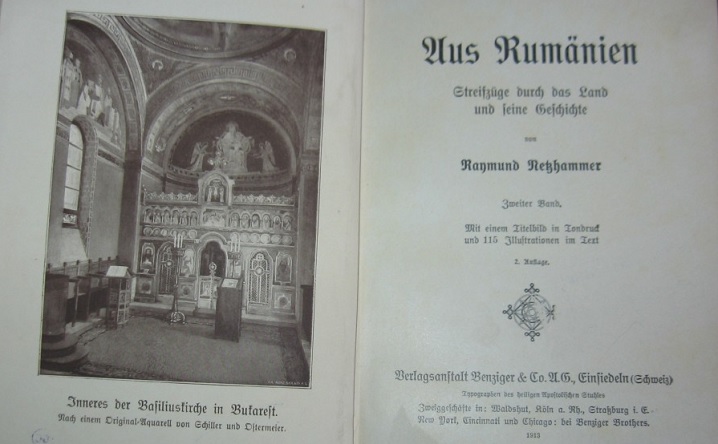 Inneres der Basiliuskirche in Bukarest.
Nach einem Original-Aquarell von Schiller und Ostermeier.
Aus Rumänien
Streifzüge durch das Land
und seine Geschichte
von
Raymund Netzhammer
Zweiter Band.
Mit einem Titelbild in Tondruck
und 115 Illustrationen im Text
2. Auflage.
Verlagsanstalt Benziger & Co. A.G., Einsiedeln (Schweiz)
Typographen des heiligen Apostolischen Stuhles
Zweiggeschäfte in: Waldshut, Köln a. Rh., Straßburg i. E.
New York, Cincinnati und Chicago: bei Benziger Brothers.
1913